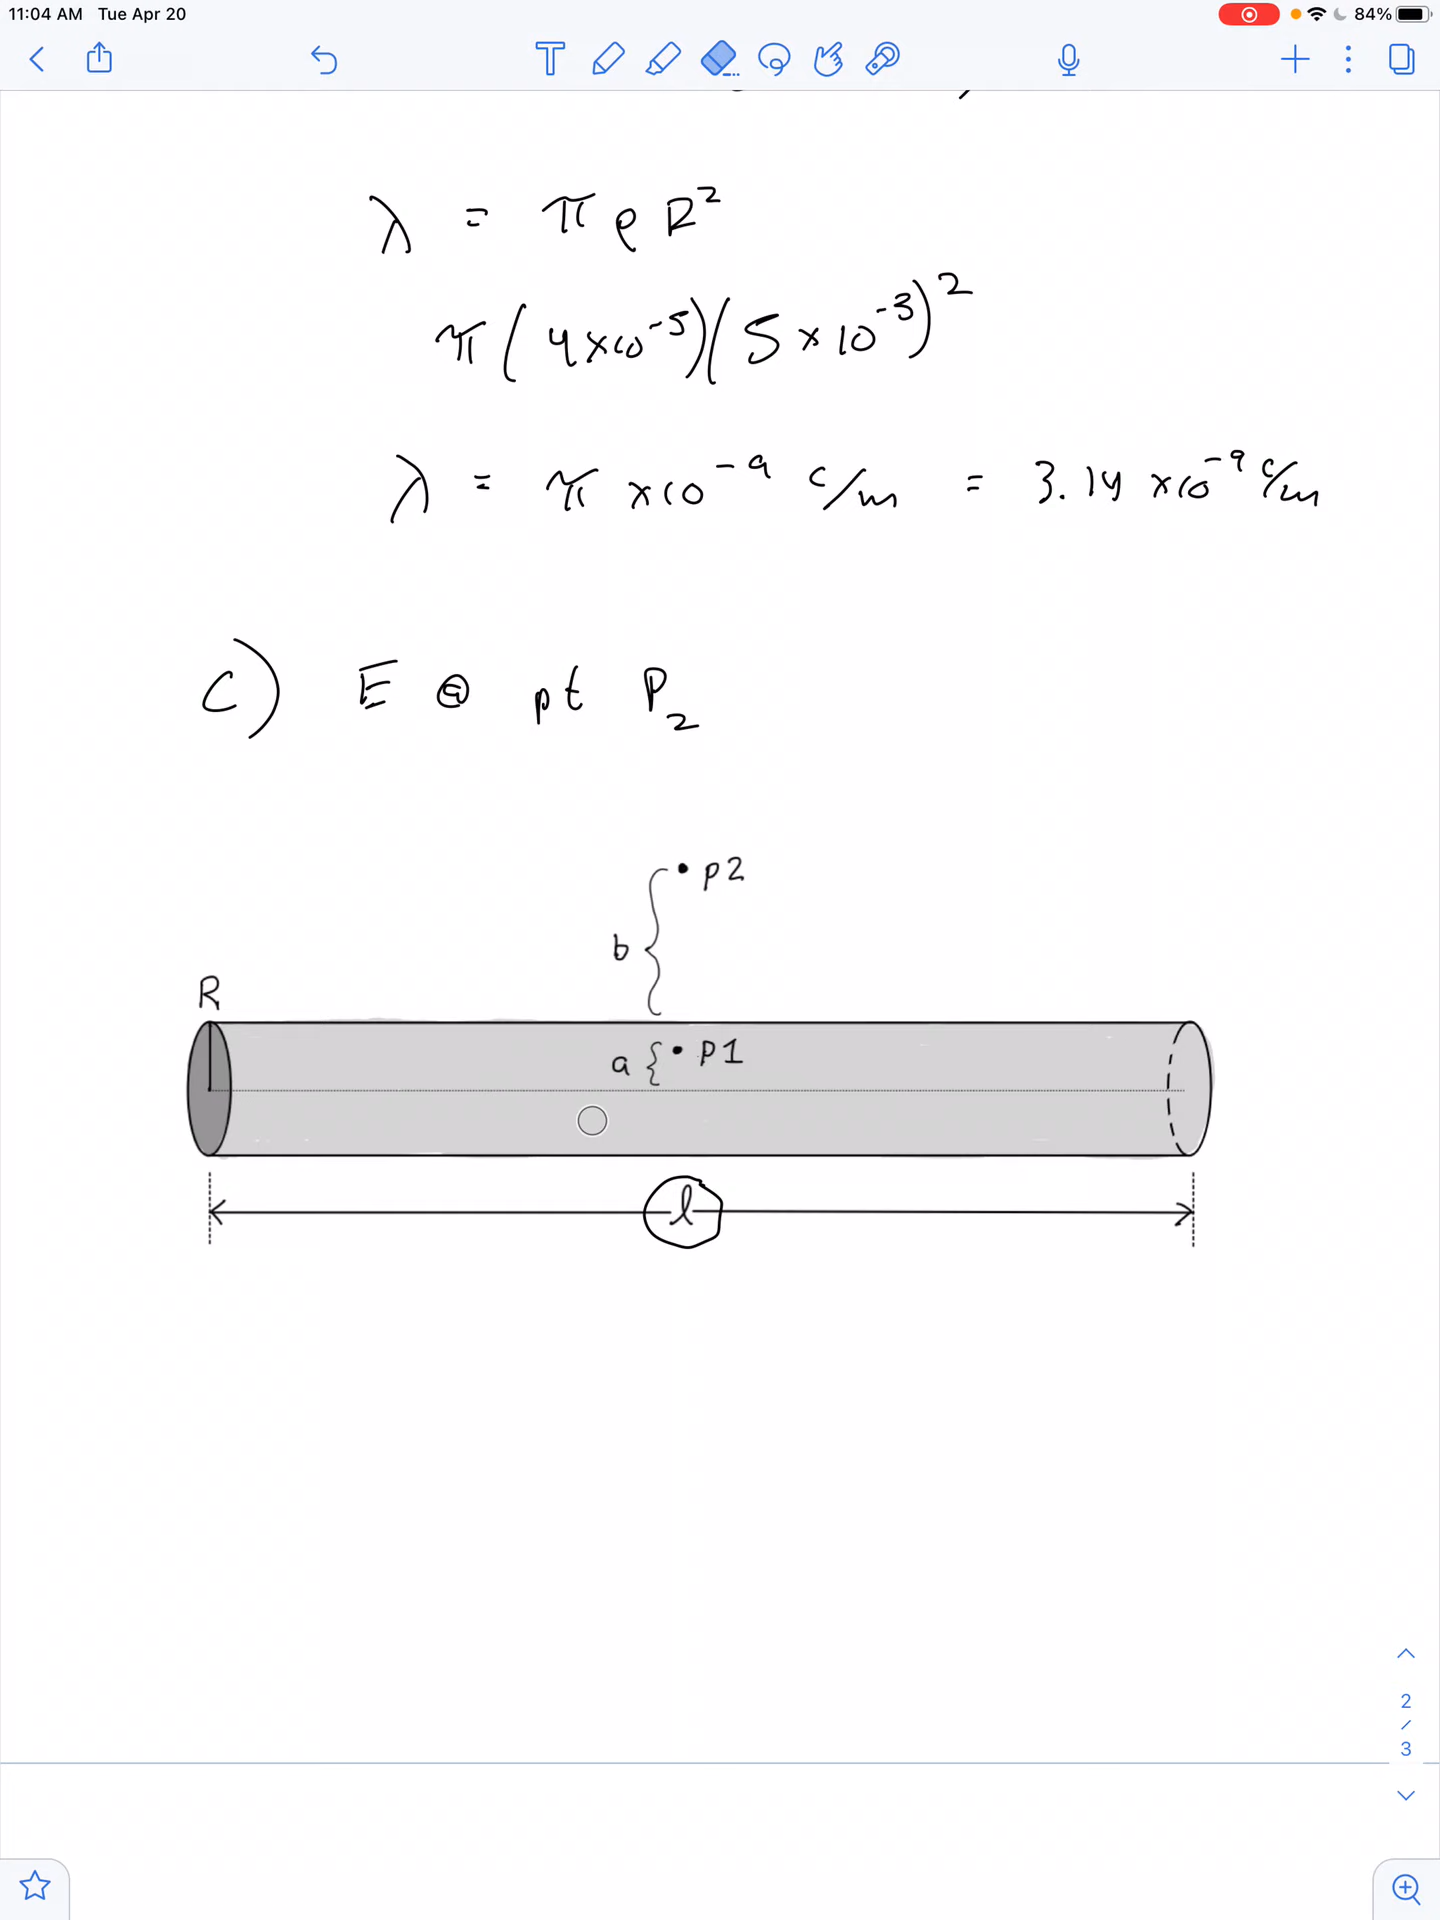 11:04 AM Tue Apr 20 84%
T
λ = π ρ R²
π ( 4×10⁻⁵)( 5 × 10⁻³)²
λ = π ×10⁻⁹ C/m = 3.14 ×10⁻⁹ C/m
C) E @ pt P₂
p2
b
R
a p1
l
2
/
3